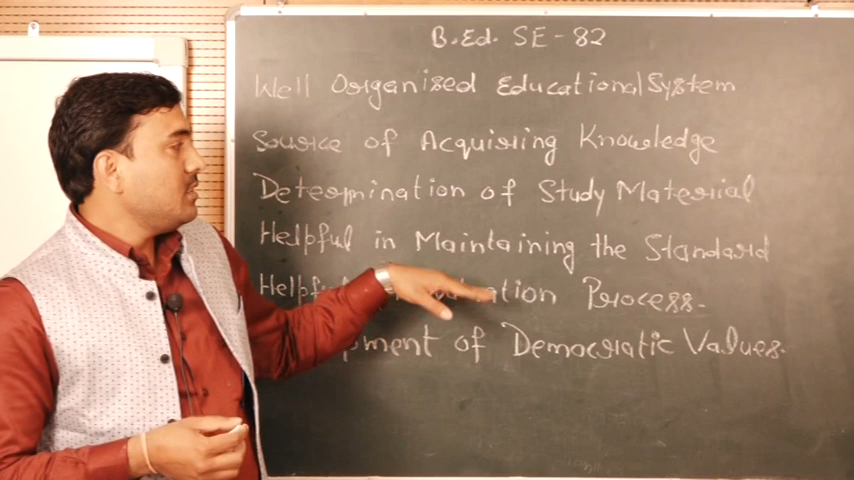 B.Ed. SE-82
Well Organised Educational System
Source of Acquiring Knowledge
Determination of Study Material
Helpful in Maintaining the Standard
Process.
of Democratic Values.